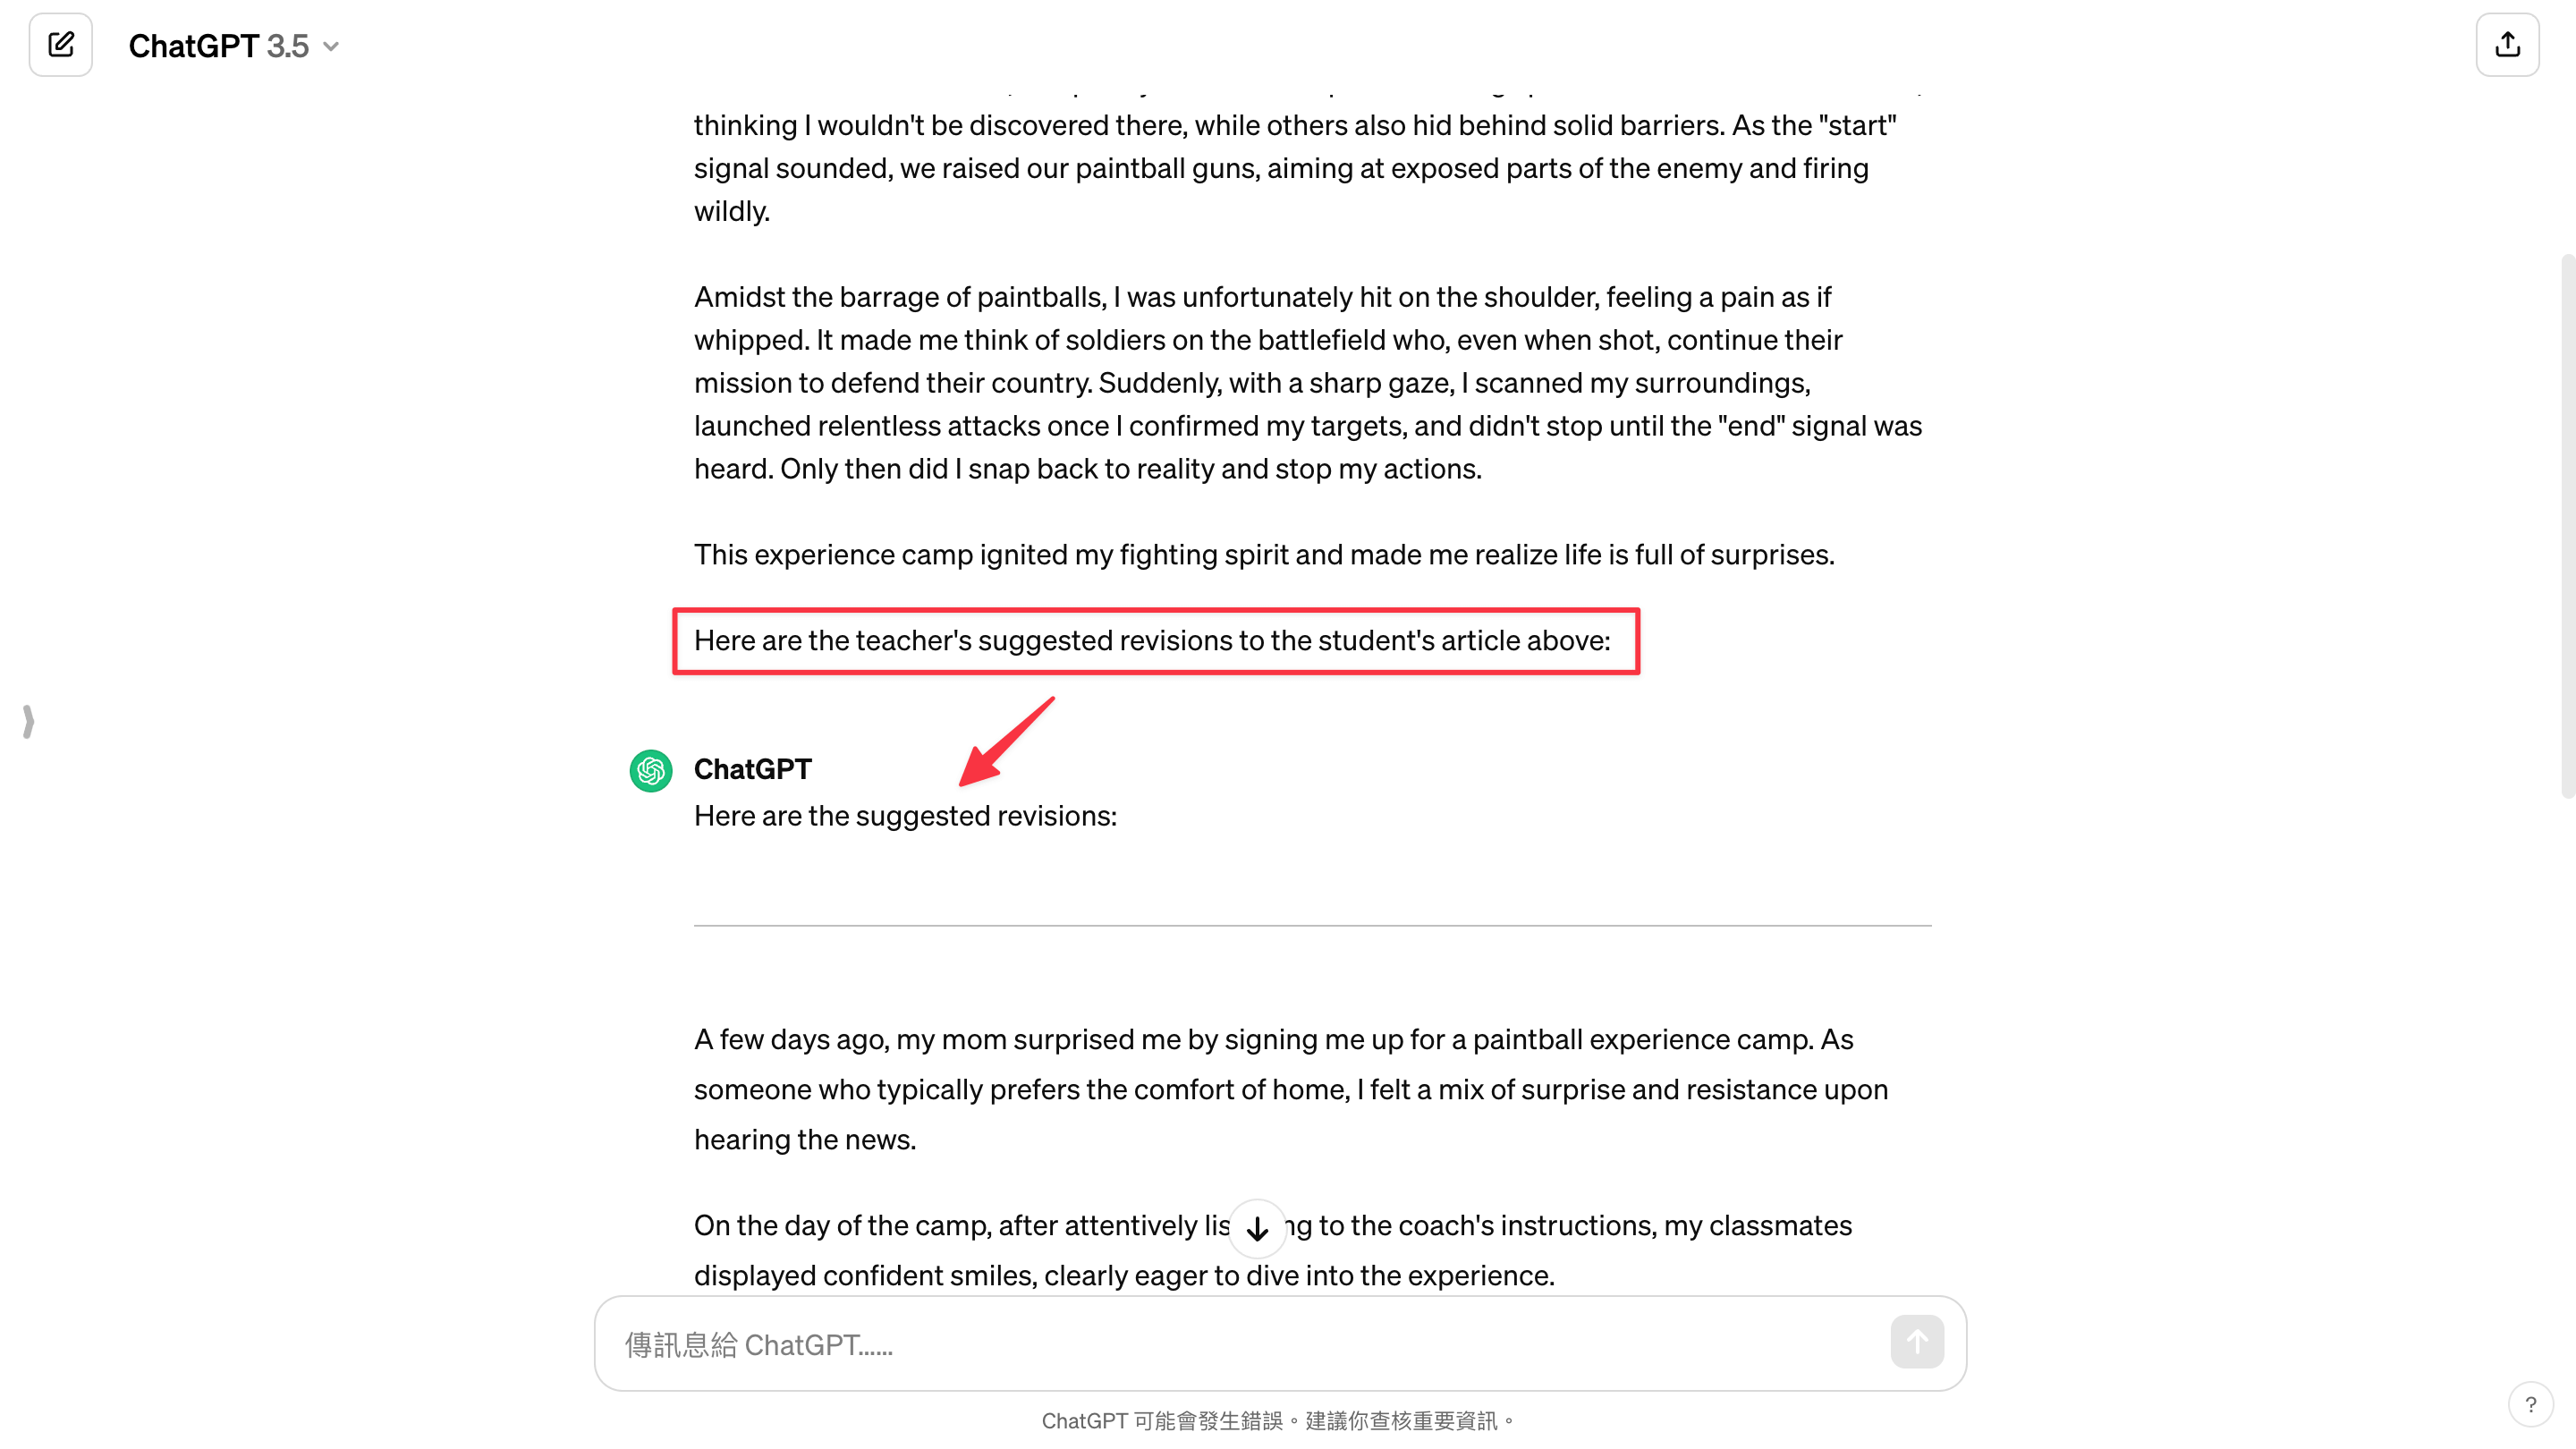 ChatGPT 3.5
thinking I wouldn't be discovered there, while others also hid behind solid barriers. As the "start"
signal sounded, we raised our paintball guns, aiming at exposed parts of the enemy and firing
wildly.
Amidst the barrage of paintballs, I was unfortunately hit on the shoulder, feeling a pain as if
whipped. It made me think of soldiers on the battlefield who, even when shot, continue their
mission to defend their country. Suddenly, with a sharp gaze, I scanned my surroundings,
launched relentless attacks once I confirmed my targets, and didn't stop until the "end" signal was
heard. Only then did I snap back to reality and stop my actions.
This experience camp ignited my fighting spirit and made me realize life is full of surprises.
Here are the teacher's suggested revisions to the student's article above:
ChatGPT
Here are the suggested revisions:
A few days ago, my mom surprised me by signing me up for a paintball experience camp. As
someone who typically prefers the comfort of home, I felt a mix of surprise and resistance upon
hearing the news.
On the day of the camp, after attentively lis ng to the coach's instructions, my classmates
displayed confident smiles, clearly eager to dive into the experience.
傳訊息給 ChatGPT......
ChatGPT 可能會發生錯誤。建議你查核重要資訊。
?